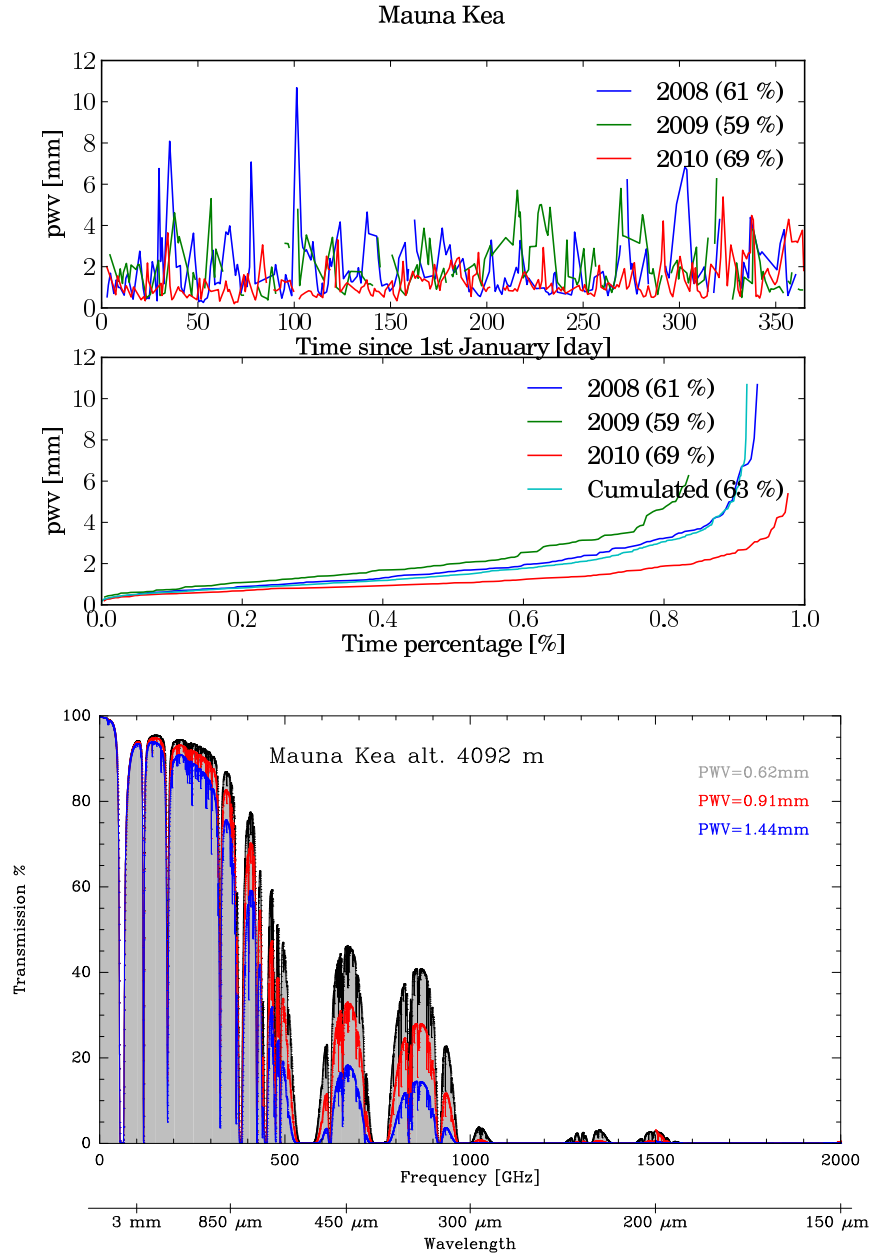 Mauna Kea
12
10
8
6
4
2
0
pwv [mm]
2008 (61 %)
2009 (59 %)
2010 (69 %)
0 50 100 150 200 250 300 350
Time since 1st January [day]
12
10
8
6
4
2
0
pwv [mm]
2008 (61 %)
2009 (59 %)
2010 (69 %)
Cumulated (63 %)
0.0 0.2 0.4 0.6 0.8 1.0
Time percentage [%]
100
80
60
40
20
0
Transmission %
Mauna Kea alt. 4092 m
PWV=0.62mm
PWV=0.91mm
PWV=1.44mm
0 500 1000 1500 2000
Frequency [GHz]
3 mm 850 μm 450 μm 300 μm 200 μm 150 μm
Wavelength